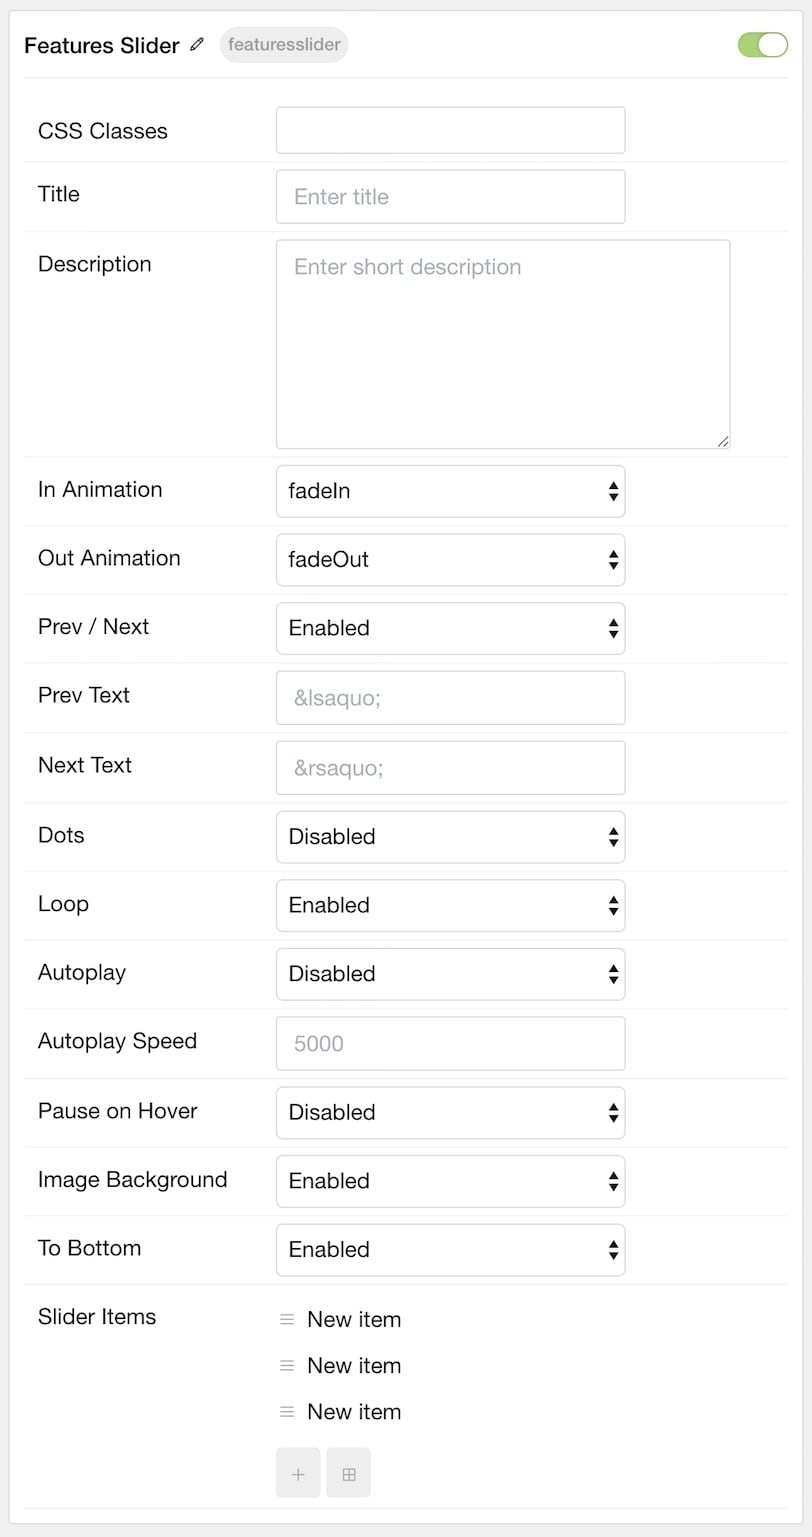 Features Slider featuresslider
CSS Classes
Title Enter title
Description Enter short description
In Animation fadeIn
Out Animation fadeOut
Prev / Next Enabled
Prev Text &lsaquo;
Next Text &rsaquo;
Dots Disabled
Loop Enabled
Autoplay Disabled
Autoplay Speed 5000
Pause on Hover Disabled
Image Background Enabled
To Bottom Enabled
Slider Items New item
New item
New item